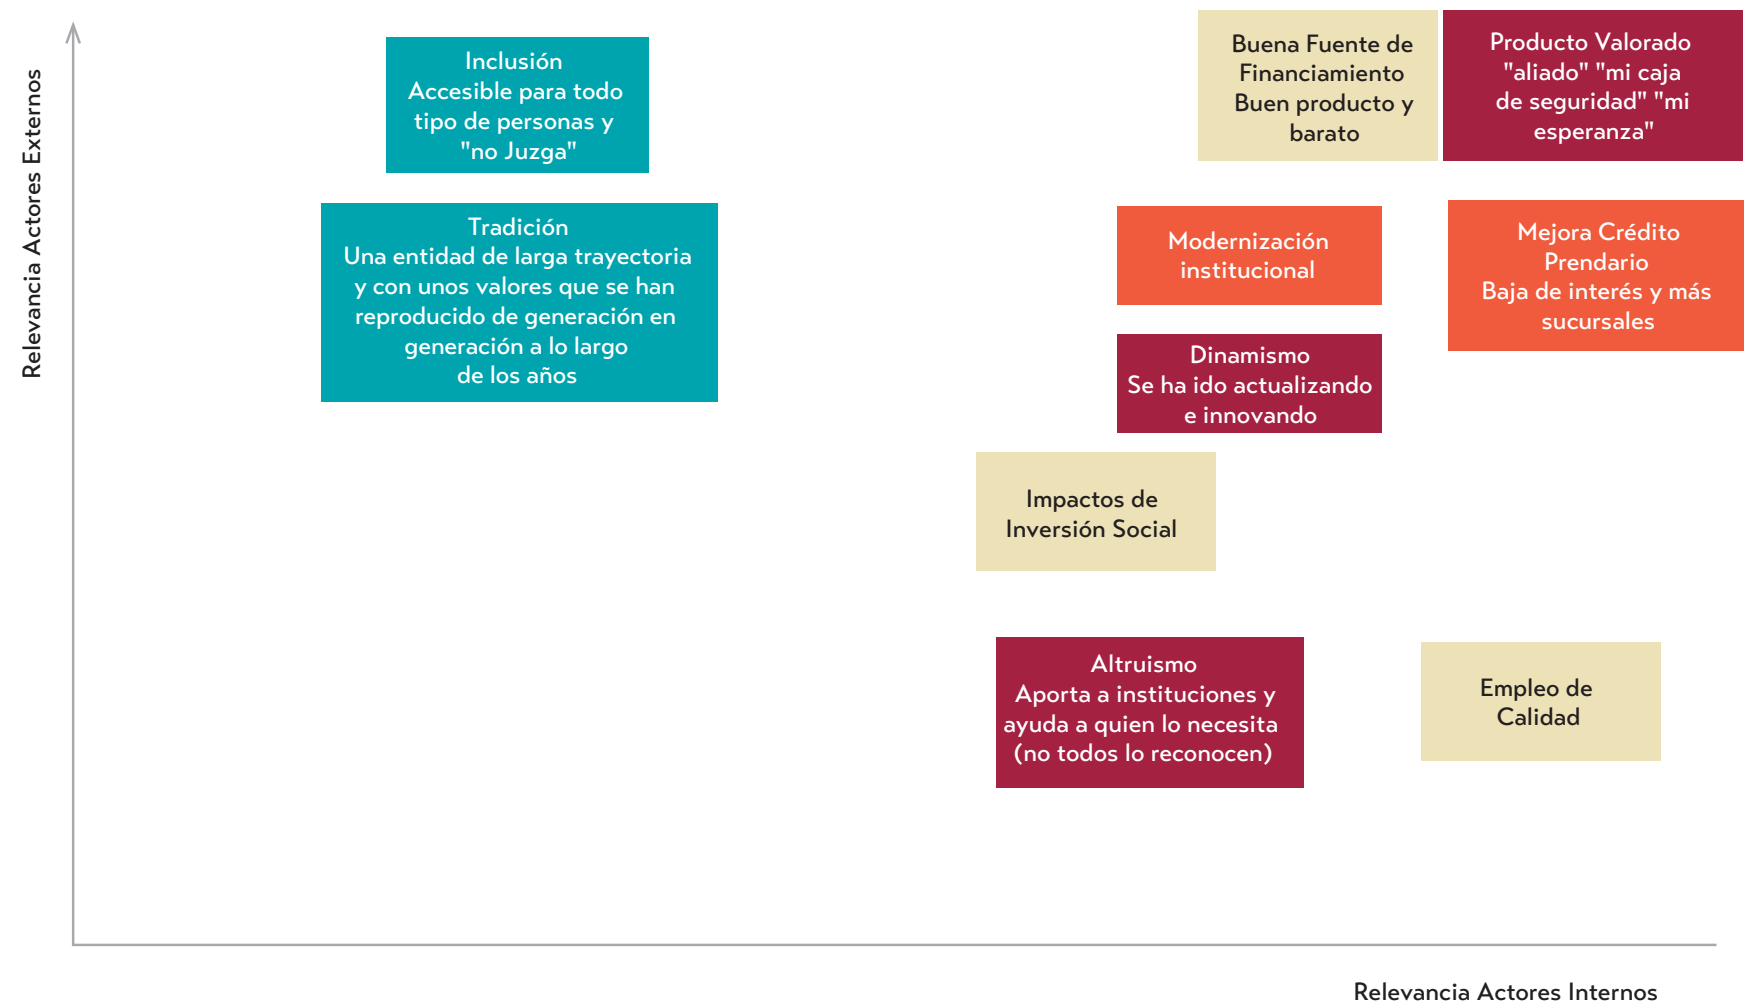 Relevancia Actores Externos
Inclusión
Accesible para todo
tipo de personas y
"no Juzga"
Buena Fuente de
Financiamiento
Buen producto y
barato
Producto Valorado
"aliado" "mi caja
de seguridad" "mi
esperanza"
Tradición
Una entidad de larga trayectoria
y con unos valores que se han
reproducido de generación en
generación a lo largo
de los años
Modernización
institucional
Mejora Crédito
Prendario
Baja de interés y más
sucursales
Dinamismo
Se ha ido actualizando
e innovando
Impactos de
Inversión Social
Altruismo
Aporta a instituciones y
ayuda a quien lo necesita
(no todos lo reconocen)
Empleo de
Calidad
Relevancia Actores Internos